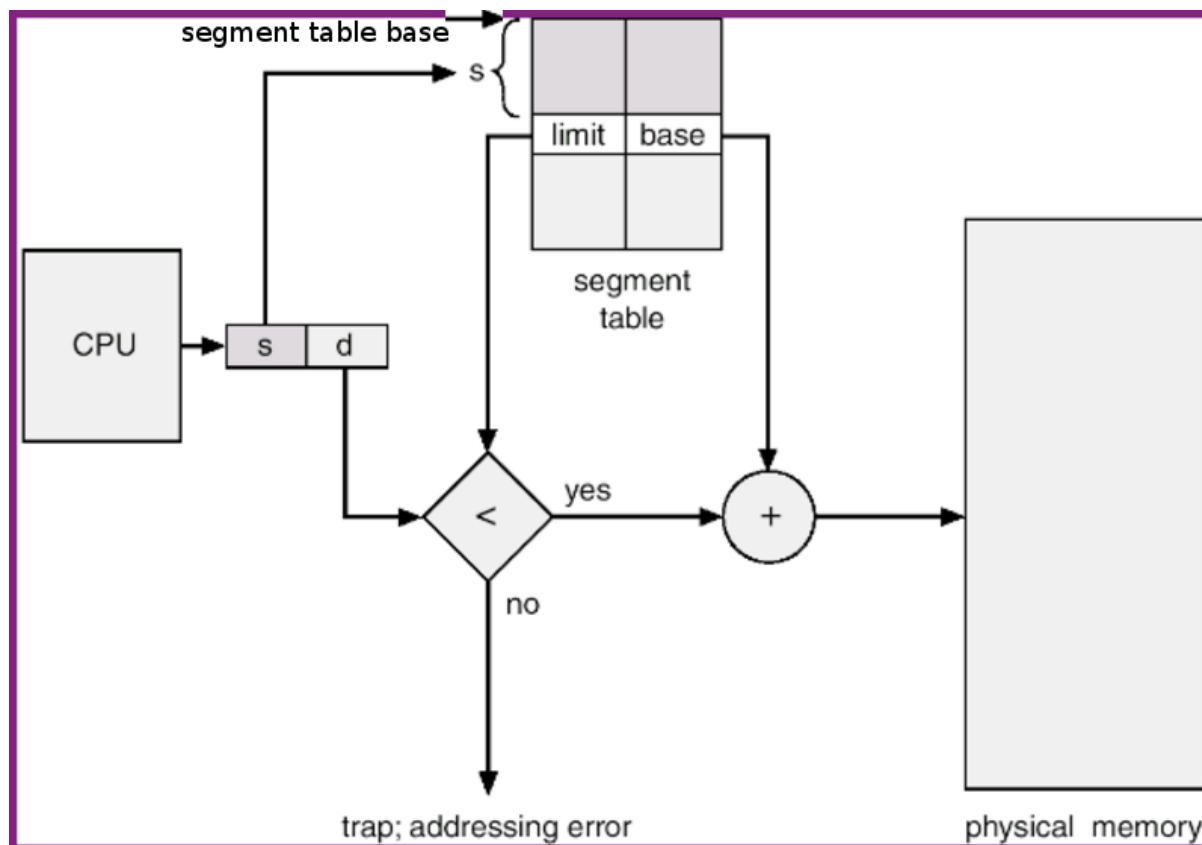 segment table base
s
limit base
segment
table
CPU
s d
yes
<
+
no
trap; addressing error
physical memory